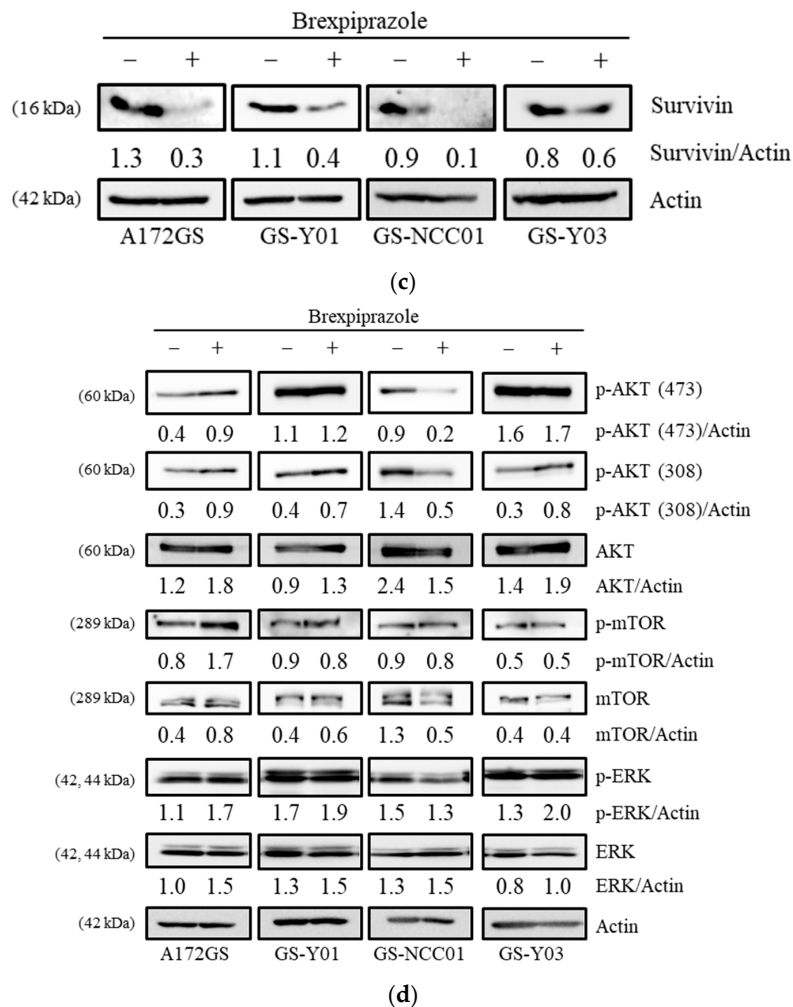 Brexpiprazole
– + – + – + – +
(16 kDa) Survivin
1.3 0.3 1.1 0.4 0.9 0.1 0.8 0.6 Survivin/Actin
(42 kDa) Actin
A172GS GS-Y01 GS-NCC01 GS-Y03
(c)
Brexpiprazole
– + – + – + – +
(60 kDa) p-AKT (473)
0.4 0.9 1.1 1.2 0.9 0.2 1.6 1.7 p-AKT (473)/Actin
(60 kDa) p-AKT (308)
0.3 0.9 0.4 0.7 1.4 0.5 0.3 0.8 p-AKT (308)/Actin
(60 kDa) AKT
1.2 1.8 0.9 1.3 2.4 1.5 1.4 1.9 AKT/Actin
(289 kDa) p-mTOR
0.8 1.7 0.9 0.8 0.9 0.8 0.5 0.5 p-mTOR/Actin
(289 kDa) mTOR
0.4 0.8 0.4 0.6 1.3 0.5 0.4 0.4 mTOR/Actin
(42, 44 kDa) p-ERK
1.1 1.7 1.7 1.9 1.5 1.3 1.3 2.0 p-ERK/Actin
(42, 44 kDa) ERK
1.0 1.5 1.3 1.5 1.3 1.5 0.8 1.0 ERK/Actin
(42 kDa) Actin
A172GS GS-Y01 GS-NCC01 GS-Y03
(d)